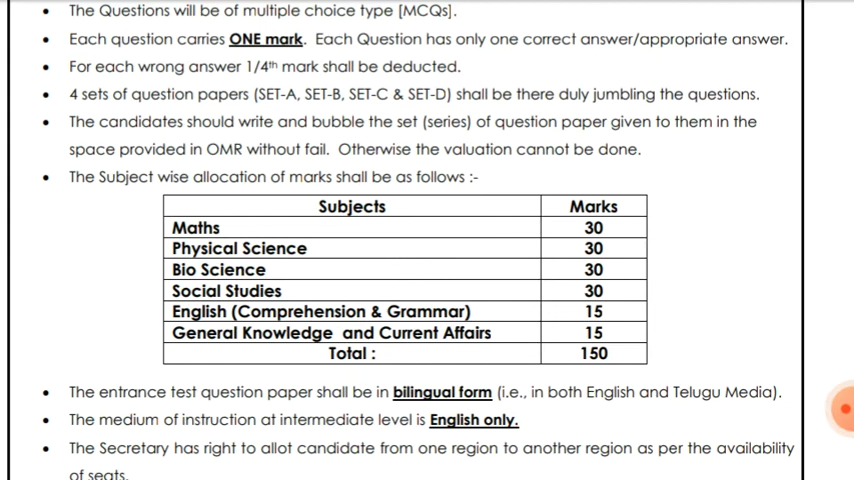 • The Questions will be of multiple choice type [MCQs].
• Each question carries ONE mark. Each Question has only one correct answer/appropriate answer.
• For each wrong answer 1/4th mark shall be deducted.
• 4 sets of question papers (SET-A, SET-B, SET-C & SET-D) shall be there duly jumbling the questions.
• The candidates should write and bubble the set (series) of question paper given to them in the
space provided in OMR without fail. Otherwise the valuation cannot be done.
• The Subject wise allocation of marks shall be as follows :-
Subjects Marks
Maths 30
Physical Science 30
Bio Science 30
Social Studies 30
English (Comprehension & Grammar) 15
General Knowledge and Current Affairs 15
Total : 150
• The entrance test question paper shall be in bilingual form (i.e., in both English and Telugu Media).
• The medium of instruction at intermediate level is English only.
• The Secretary has right to allot candidate from one region to another region as per the availability
of seats.